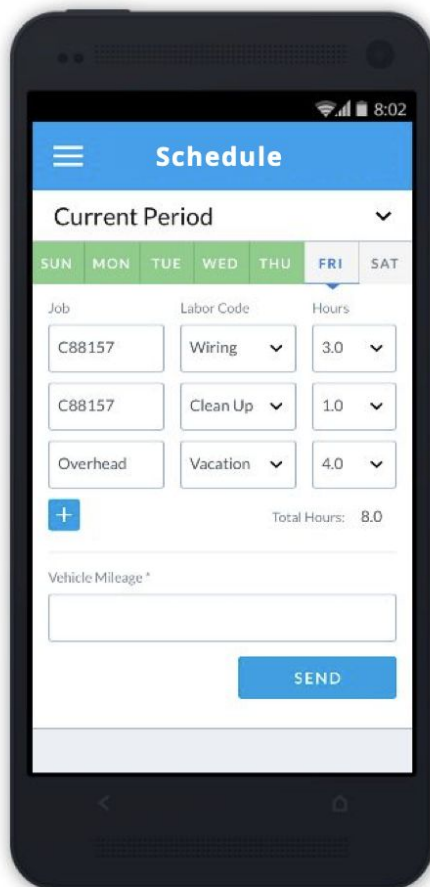 8:02
Schedule
Current Period
SUN MON TUE WED THU FRI SAT
Job Labor Code Hours
C88157 Wiring 3.0
C88157 Clean Up 1.0
Overhead Vacation 4.0
+
Total Hours: 8.0
Vehicle Mileage *
SEND